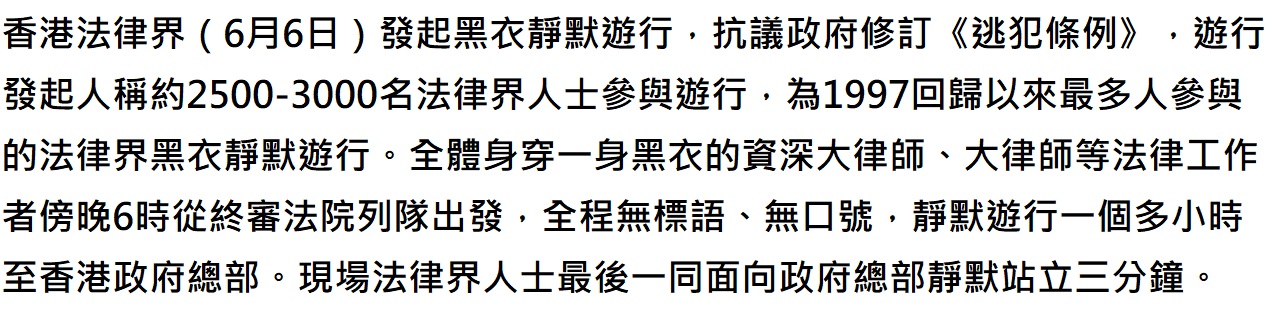 香港法律界（6月6日）發起黑衣靜默遊行，抗議政府修訂《逃犯條例》，遊行
發起人稱約2500-3000名法律界人士參與遊行，為1997回歸以來最多人參與
的法律界黑衣靜默遊行。全體身穿一身黑衣的資深大律師、大律師等法律工作
者傍晚6時從終審法院列隊出發，全程無標語、無口號，靜默遊行一個多小時
至香港政府總部。現場法律界人士最後一同面向政府總部靜默站立三分鐘。